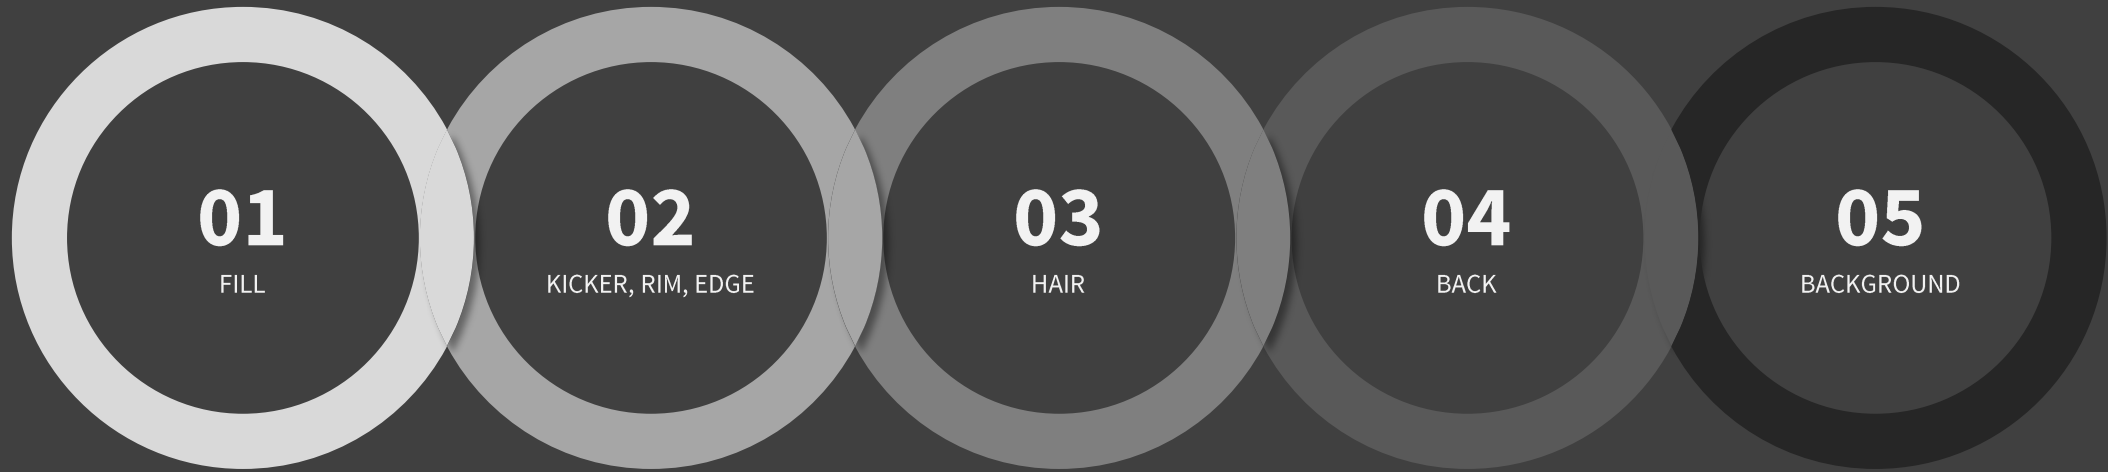 01
FILL
02
KICKER, RIM, EDGE
03
HAIR
04
BACK
05
BACKGROUND